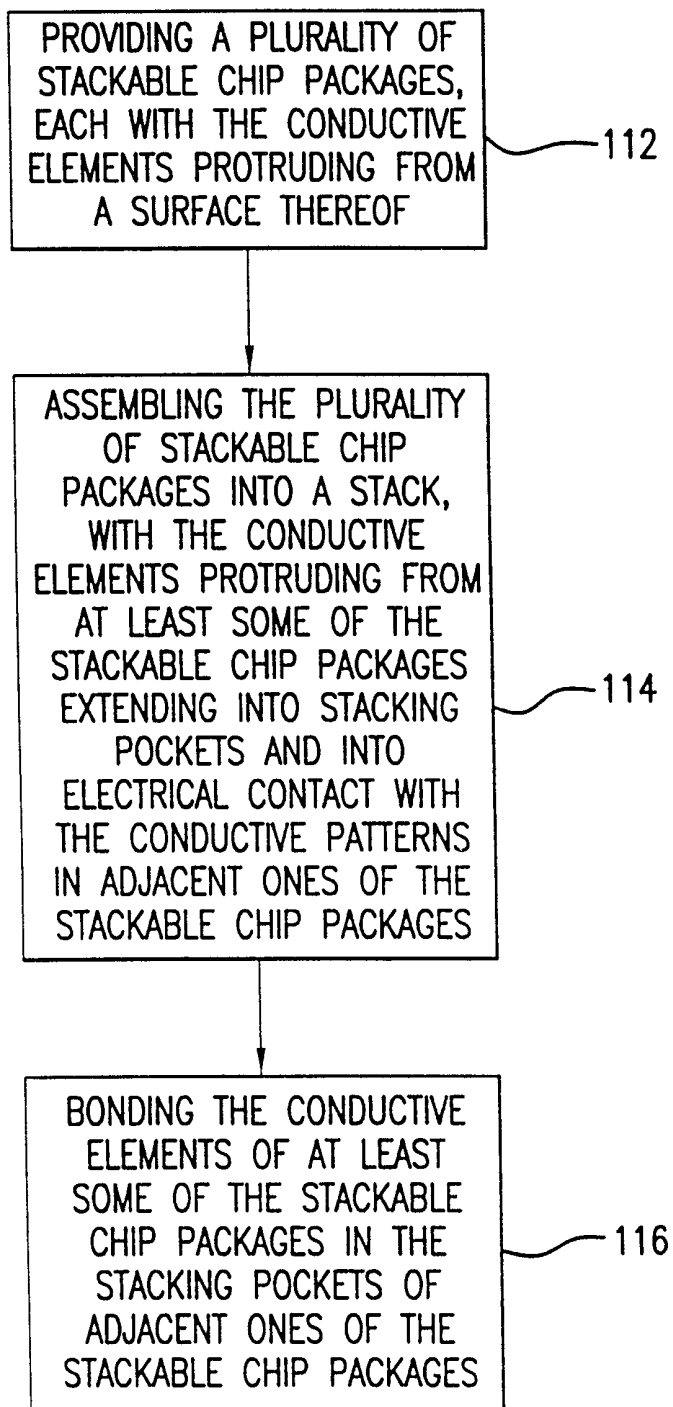 PROVIDING A PLURALITY OF
STACKABLE CHIP PACKAGES,
EACH WITH THE CONDUCTIVE
ELEMENTS PROTRUDING FROM
A SURFACE THEREOF
112
ASSEMBLING THE PLURALITY
OF STACKABLE CHIP
PACKAGES INTO A STACK,
WITH THE CONDUCTIVE
ELEMENTS PROTRUDING FROM
AT LEAST SOME OF THE
STACKABLE CHIP PACKAGES
EXTENDING INTO STACKING
POCKETS AND INTO
ELECTRICAL CONTACT WITH
THE CONDUCTIVE PATTERNS
IN ADJACENT ONES OF THE
STACKABLE CHIP PACKAGES
114
BONDING THE CONDUCTIVE
ELEMENTS OF AT LEAST
SOME OF THE STACKABLE
CHIP PACKAGES IN THE
STACKING POCKETS OF
ADJACENT ONES OF THE
STACKABLE CHIP PACKAGES
116